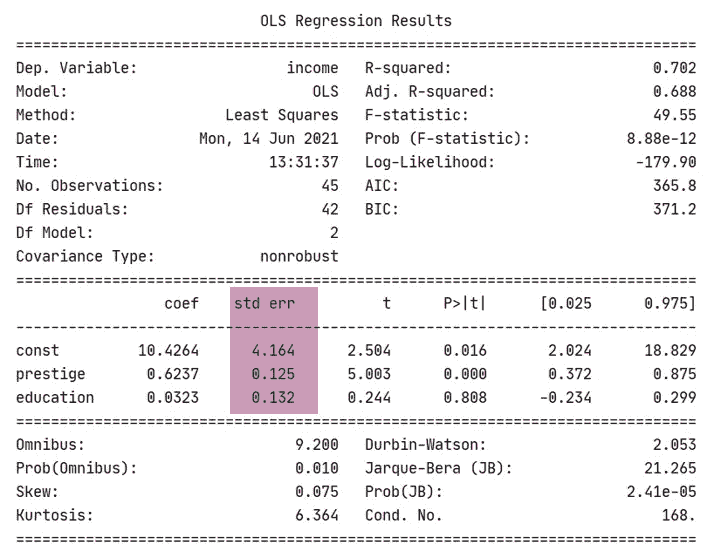 OLS Regression Results
==============================================================================
Dep. Variable:                 income   R-squared:                       0.702
Model:                            OLS   Adj. R-squared:                  0.688
Method:                 Least Squares   F-statistic:                     49.55
Date:                Mon, 14 Jun 2021   Prob (F-statistic):           8.88e-12
Time:                        13:31:37   Log-Likelihood:                -179.90
No. Observations:                  45   AIC:                             365.8
Df Residuals:                      42   BIC:                             371.2
Df Model:                           2
Covariance Type:            nonrobust
==============================================================================
                 coef    std err          t      P>|t|      [0.025      0.975]
------------------------------------------------------------------------------
const         10.4264      4.164      2.504      0.016       2.024      18.829
prestige       0.6237      0.125      5.003      0.000       0.372       0.875
education      0.0323      0.132      0.244      0.808      -0.234       0.299
==============================================================================
Omnibus:                        9.200   Durbin-Watson:                   2.053
Prob(Omnibus):                  0.010   Jarque-Bera (JB):               21.265
Skew:                           0.075   Prob(JB):                     2.41e-05
Kurtosis:                       6.364   Cond. No.                         168.
==============================================================================